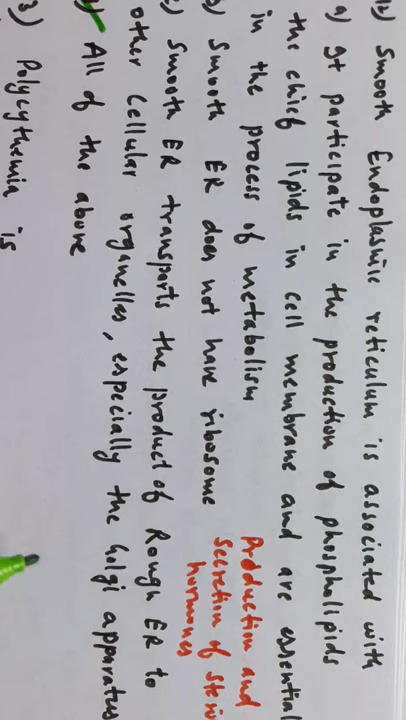 Smooth Endoplasmic reticulum is associated with
a) It participate in the production of phospholipids
the chief lipids in cell membrane and are essential
in the process of metabolism
b) Smooth ER does not have ribosome
Production and
Secretion of
hormones
c) Smooth ER transports the product of Rough ER to
other Cellular organelles, especially the Golgi apparatus
All of the above
3) Polycythemia is